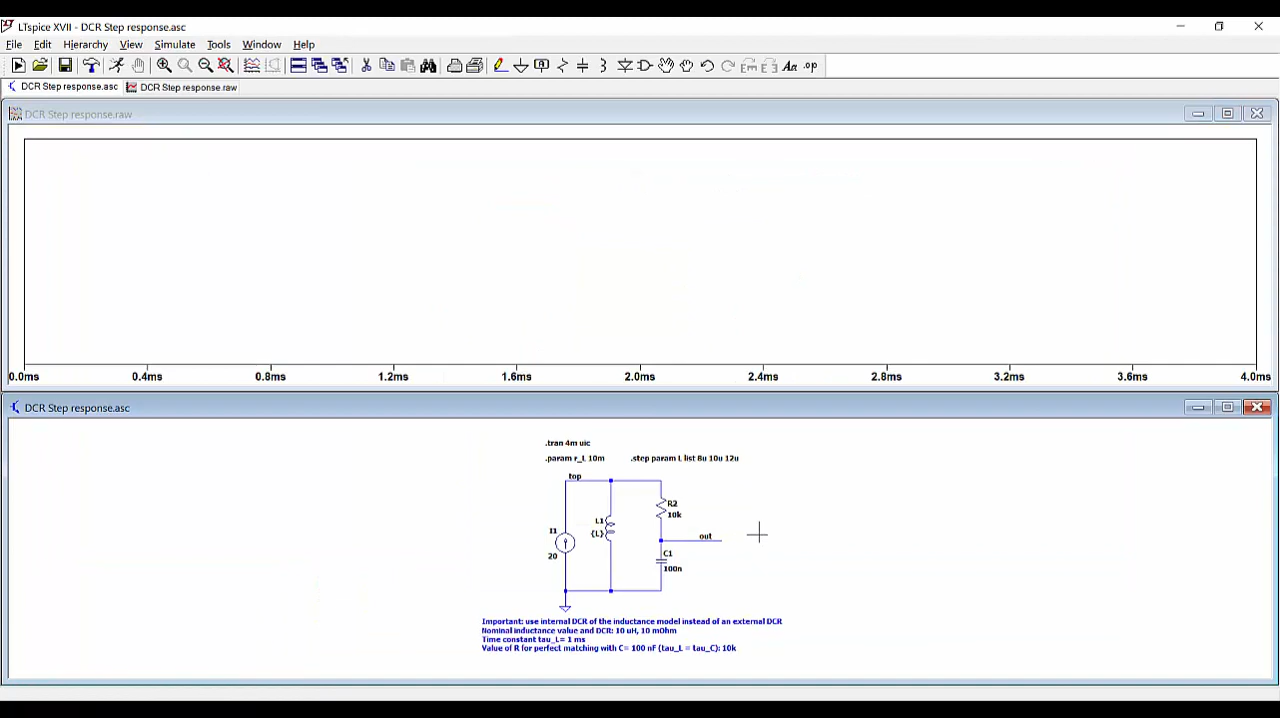 LTspice XVII - DCR Step response.asc
File Edit Hierarchy View Simulate Tools Window Help
DCR Step response.asc DCR Step response.raw
DCR Step response.raw
0.0ms 0.4ms 0.8ms 1.2ms 1.6ms 2.0ms 2.4ms 2.8ms 3.2ms 3.6ms 4.0ms
DCR Step response.asc
.tran 4m uic
.param r_L 10m .step param L list 8u 10u 12u
top
R2
10k
L1
{L}
I1
20
out
C1
100n
Important: use internal DCR of the inductance model instead of an external DCR
Nominal inductance value and DCR: 10 uH, 10 mOhm
Time constant tau_L= 1 ms
Value of R for perfect matching with C= 100 nF (tau_L = tau_C): 10k